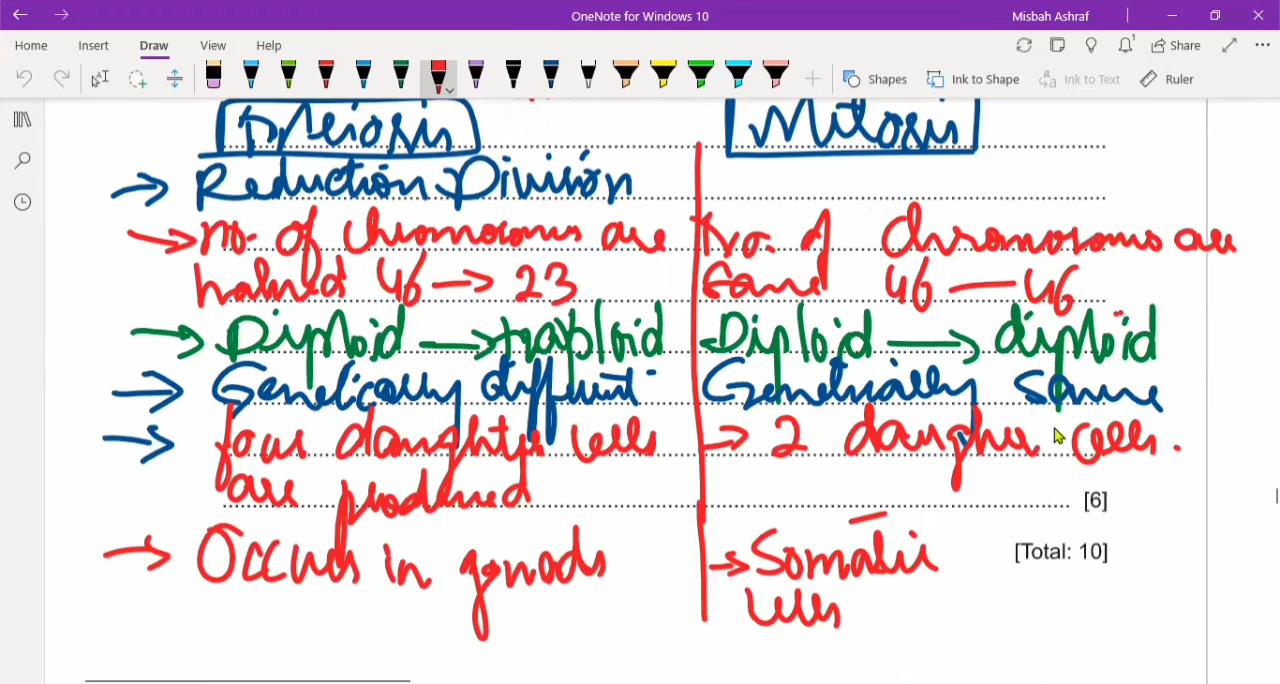 OneNote for Windows 10
Misbah Ashraf
Home Insert Draw View Help
Share
Shapes Ink to Shape Ink to Text Ruler
Meiosis Mitosis
→ Reduction Division
→ no. of chromosoms are No. of chromosoms are
halved 46 → 23 Same 46 — 46
→ Diploid → haploid Diploid → diploid
→ Genetically different Genetically Same
→ four daughter cells → 2 daughter cells.
are produced
[6]
→ Occurs in gonads → Somatic
cells
[Total: 10]